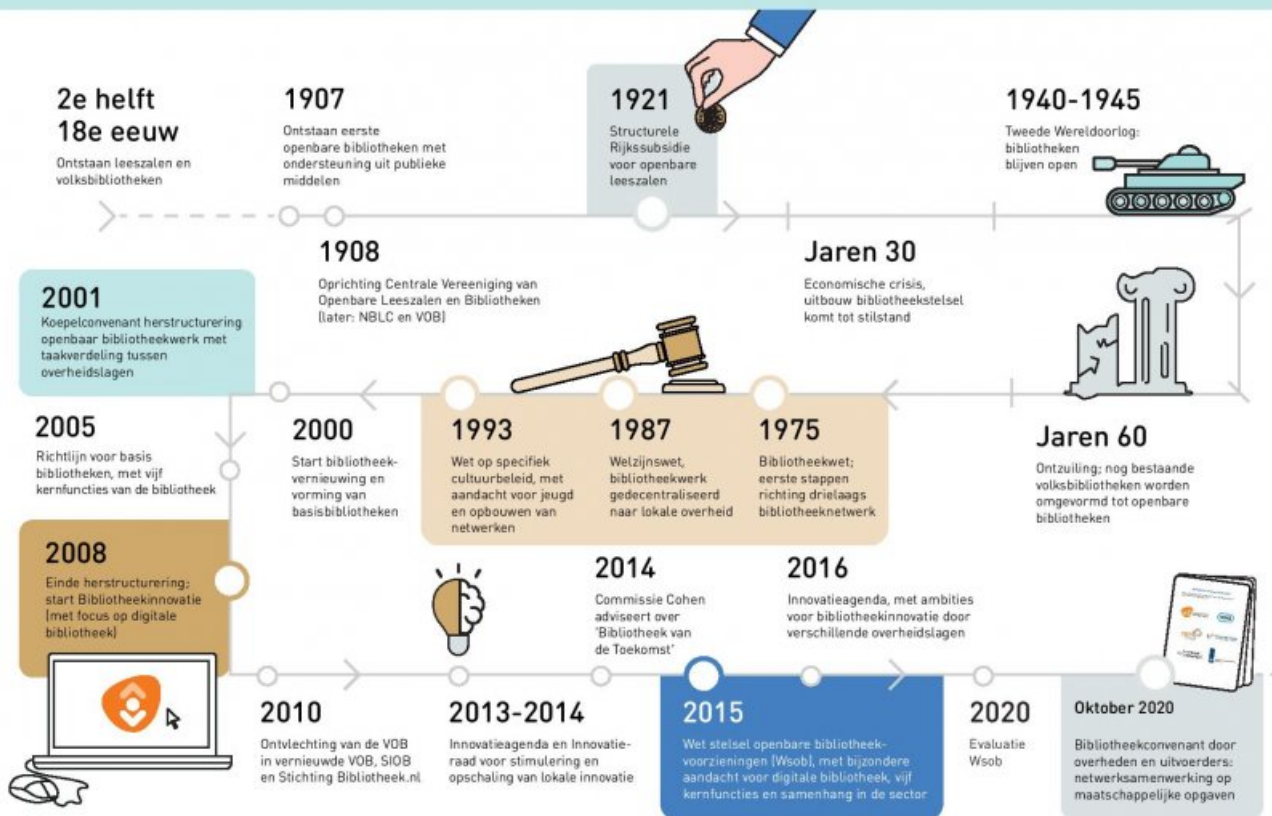 2e helft
18e eeuw
Ontstaan leeszalen en
volksbibliotheken
1907
Ontstaan eerste
openbare bibliotheken met
ondersteuning uit publieke
middelen
1908
Oprichting Centrale Vereeniging van
Openbare Leeszalen en Bibliotheken
(later: NBLC en VOB)
1921
Structurele
Rijkssubsidie
voor openbare
leeszalen
Jaren 30
Economische crisis,
uitbouw bibliotheekstelsel
komt tot stilstand
1940-1945
Tweede Wereldoorlog:
bibliotheken
blijven open
Jaren 60
Ontzuiling; nog bestaande
volksbibliotheken worden
omgevormd tot openbare
bibliotheken
1975
Bibliotheekwet;
eerste stappen
richting drielaags
bibliotheeknetwerk
1987
Welzijnswet,
bibliotheekwerk
gedecentraliseerd
naar lokale overheid
1993
Wet op specifiek
cultuurbeleid, met
aandacht voor jeugd
en opbouwen van
netwerken
2000
Start bibliotheek-
vernieuwing en
vorming van
basisbibliotheken
2001
Koepelconvenant herstructurering
openbaar bibliotheekwerk met
taakverdeling tussen
overheidslagen
2005
Richtlijn voor basis
bibliotheken, met vijf
kernfuncties van de bibliotheek
2008
Einde herstructurering;
start Bibliotheekinnovatie
(met focus op digitale
bibliotheek)
2010
Ontvlechting van de VOB
in vernieuwde VOB, SIOB
en Stichting Bibliotheek.nl
2013-2014
Innovatieagenda en Innovatie-
raad voor stimulering en
opschaling van lokale innovatie
2014
Commissie Cohen
adviseert over
'Bibliotheek van
de Toekomst'
2015
Wet stelsel openbare bibliotheek-
voorzieningen (Wsob), met bijzondere
aandacht voor digitale bibliotheek, vijf
kernfuncties en samenhang in de sector
2016
Innovatieagenda, met ambities
voor bibliotheekinnovatie door
verschillende overheidslagen
2020
Evaluatie
Wsob
Oktober 2020
Bibliotheekconvenant door
overheden en uitvoerders:
netwerksamenwerking op
maatschappelijke opgaven